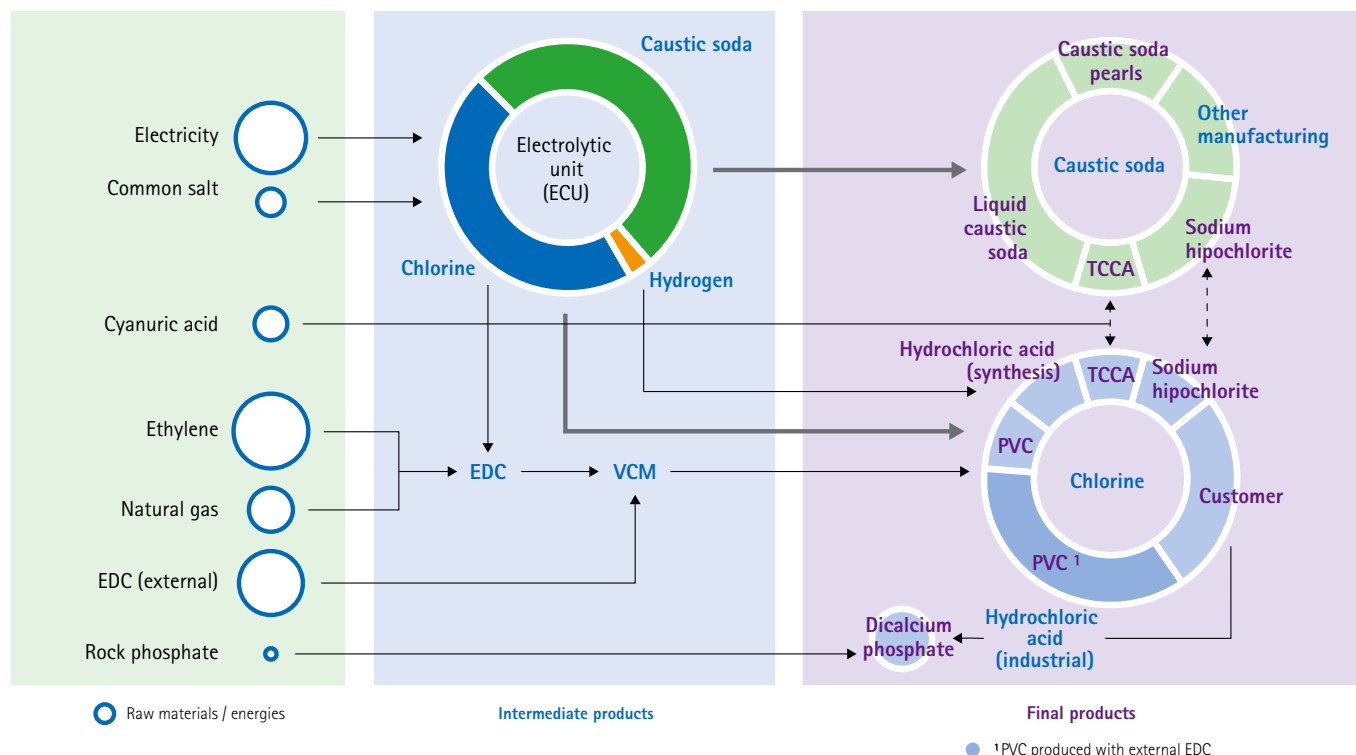 Electricity
Common salt
Cyanuric acid
Ethylene
Natural gas
EDC (external)
Rock phosphate
Raw materials / energies
Caustic soda
Electrolytic
unit
(ECU)
Chlorine
Hydrogen
EDC
VCM
Intermediate products
Caustic soda
pearls
Other
manufacturing
Caustic soda
Liquid
caustic
soda
Sodium
hipochlorite
TCCA
Hydrochloric acid
(synthesis)
TCCA
Sodium
hipochlorite
PVC
Chlorine
Customer
PVC ¹
Dicalcium
phosphate
Hydrochloric
acid
(industrial)
Final products
¹PVC produced with external EDC